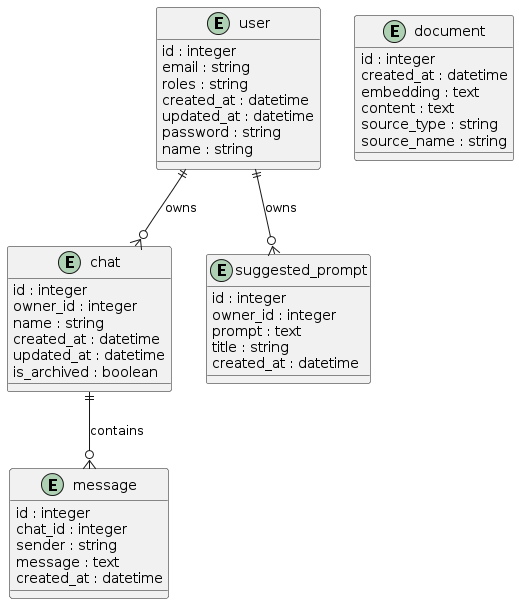 E user
id : integer
email : string
roles : string
created_at : datetime
updated_at : datetime
password : string
name : string
E document
id : integer
created_at : datetime
embedding : text
content : text
source_type : string
source_name : string
owns
owns
E chat
id : integer
owner_id : integer
name : string
created_at : datetime
updated_at : datetime
is_archived : boolean
E suggested_prompt
id : integer
owner_id : integer
prompt : text
title : string
created_at : datetime
contains
E message
id : integer
chat_id : integer
sender : string
message : text
created_at : datetime